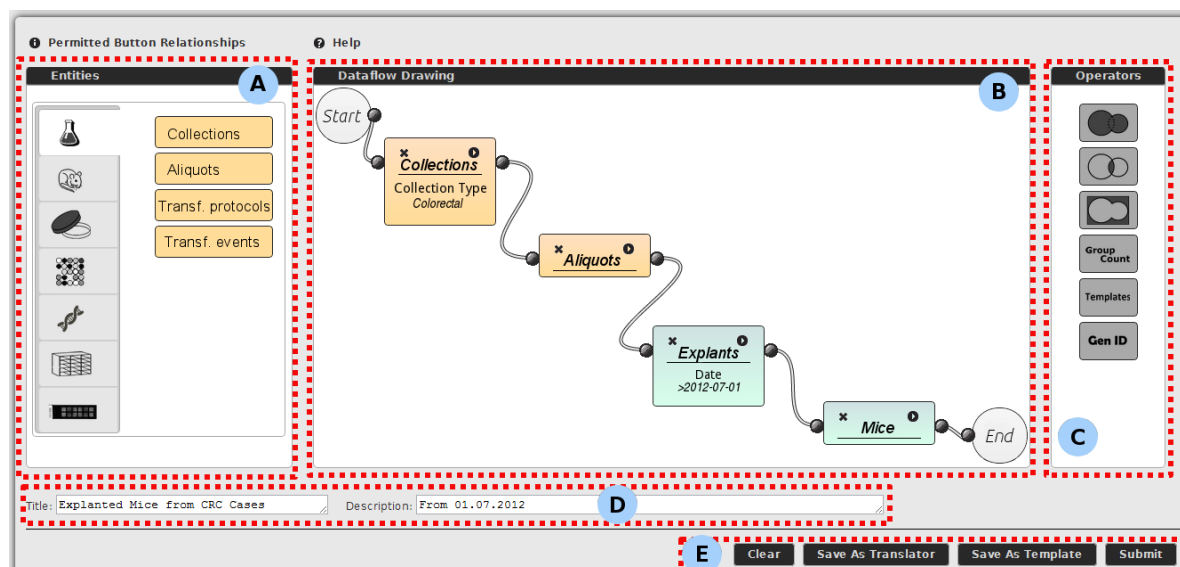 Permitted Button Relationships
Help
Entities
A
Collections
Aliquots
Transf. protocols
Transf. events
Dataflow Drawing
B
Start
Collections
Collection Type
Colorectal
Aliquots
Explants
Date
>2012-07-01
Mice
End
Operators
Group
Count
Templates
Gen ID
C
Title: Explanted Mice from CRC Cases
Description: From 01.07.2012
D
E
Clear
Save As Translator
Save As Template
Submit